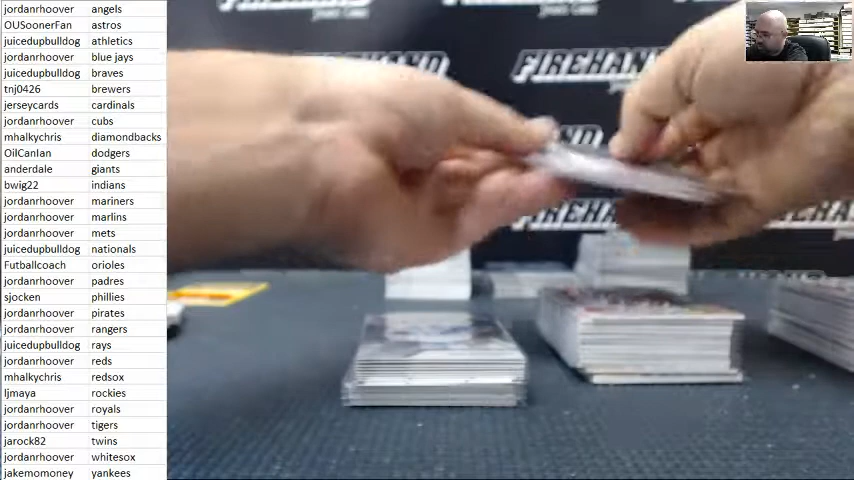 jordanrhoover angels
OUSoonerFan astros
juicedupbulldog athletics
jordanrhoover blue jays
juicedupbulldog braves
tnj0426 brewers
jerseycards cardinals
jordanrhoover cubs
mhalkychris diamondbacks
OilCanIan dodgers
anderdale giants
bwig22 indians
jordanrhoover mariners
jordanrhoover marlins
jordanrhoover mets
juicedupbulldog nationals
Futballcoach orioles
jordanrhoover padres
sjocken phillies
jordanrhoover pirates
jordanrhoover rangers
juicedupbulldog rays
jordanrhoover reds
mhalkychris redsox
ljmaya rockies
jordanrhoover royals
jordanrhoover tigers
jarock82 twins
jordanrhoover whitesox
jakemomoney yankees
FIREHAND
FIREHAND